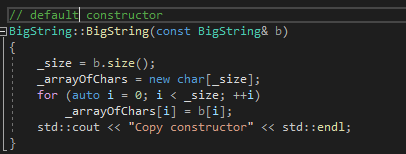 // default constructor
BigString::BigString(const BigString& b)
{
    _size = b.size();
    _arrayOfChars = new char[_size];
    for (auto i = 0; i < _size; ++i)
        _arrayOfChars[i] = b[i];
    std::cout << "Copy constructor" << std::endl;
}